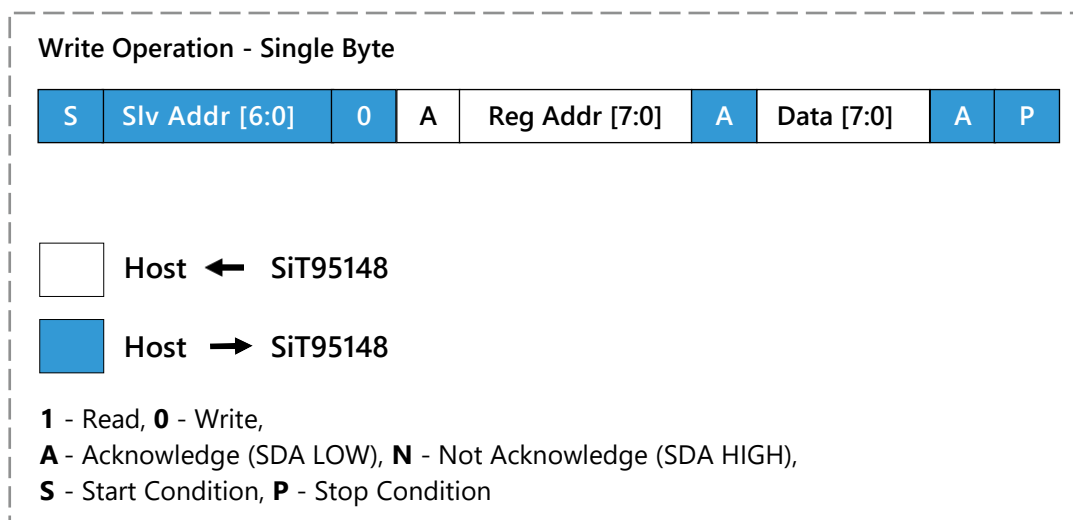 Write Operation - Single Byte
S Slv Addr [6:0] 0 A Reg Addr [7:0] A Data [7:0] A P
Host ← SiT95148
Host → SiT95148
1 - Read, 0 - Write,
A - Acknowledge (SDA LOW), N - Not Acknowledge (SDA HIGH),
S - Start Condition, P - Stop Condition